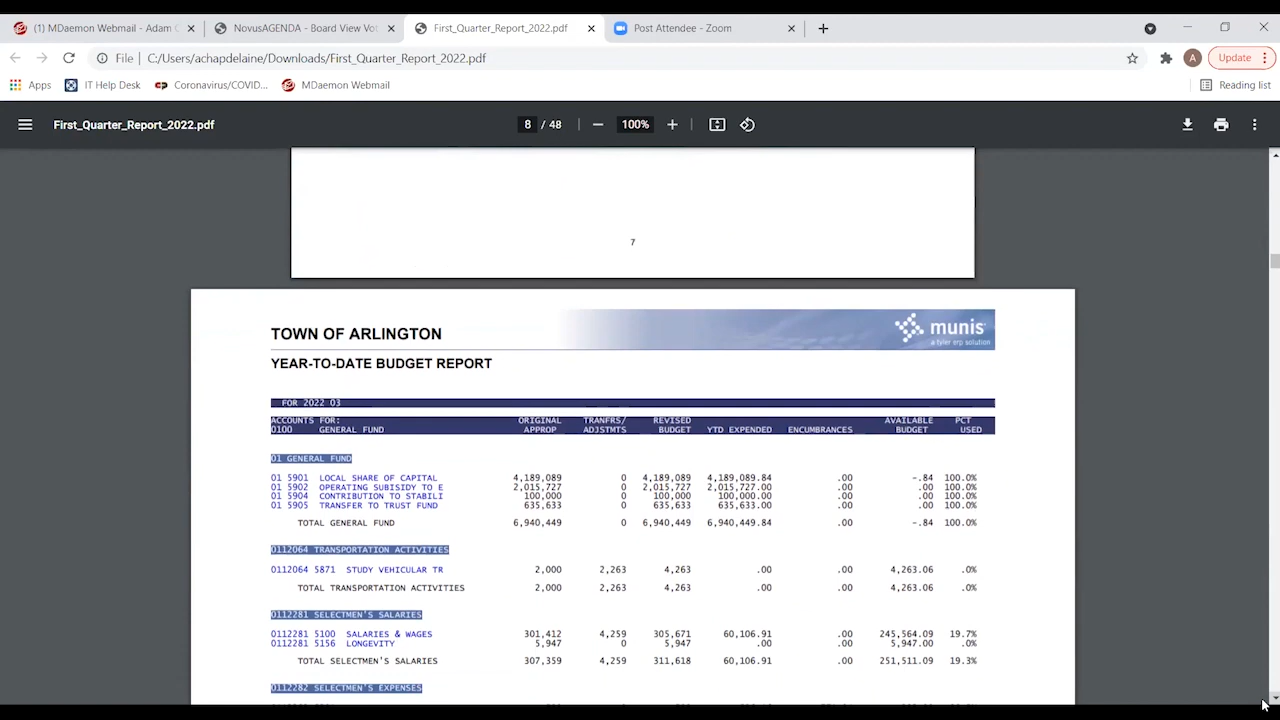 (1) MDaemon Webmail - Adam C
NovusAGENDA - Board View Vot
First_Quarter_Report_2022.pdf
Post Attendee - Zoom
File | C:/Users/achapdelaine/Downloads/First_Quarter_Report_2022.pdf
A
Update
Apps
IT Help Desk
Coronavirus/COVID...
MDaemon Webmail
Reading list
First_Quarter_Report_2022.pdf
8 / 48
100%
7
TOWN OF ARLINGTON
munis
a tyler erp solution
YEAR-TO-DATE BUDGET REPORT
FOR 2022 03
ACCOUNTS FOR: ORIGINAL TRANFRS/ REVISED AVAILABLE PCT
0100 GENERAL FUND APPROP ADJSTMTS BUDGET YTD EXPENDED ENCUMBRANCES BUDGET USED
01 GENERAL FUND
01 5901 LOCAL SHARE OF CAPITAL 4,189,089 0 4,189,089 4,189,089.84 .00 -.84 100.0%
01 5902 OPERATING SUBISIDY TO E 2,015,727 0 2,015,727 2,015,727.00 .00 .00 100.0%
01 5904 CONTRIBUTION TO STABILI 100,000 0 100,000 100,000.00 .00 .00 100.0%
01 5905 TRANSFER TO TRUST FUND 635,633 0 635,633 635,633.00 .00 .00 100.0%
TOTAL GENERAL FUND 6,940,449 0 6,940,449 6,940,449.84 .00 -.84 100.0%
0112064 TRANSPORTATION ACTIVITIES
0112064 5871 STUDY VEHICULAR TR 2,000 2,263 4,263 .00 .00 4,263.06 .0%
TOTAL TRANSPORTATION ACTIVITIES 2,000 2,263 4,263 .00 .00 4,263.06 .0%
0112281 SELECTMEN'S SALARIES
0112281 5100 SALARIES & WAGES 301,412 4,259 305,671 60,106.91 .00 245,564.09 19.7%
0112281 5156 LONGEVITY 5,947 0 5,947 .00 .00 5,947.00 .0%
TOTAL SELECTMEN'S SALARIES 307,359 4,259 311,618 60,106.91 .00 251,511.09 19.3%
0112282 SELECTMEN'S EXPENSES